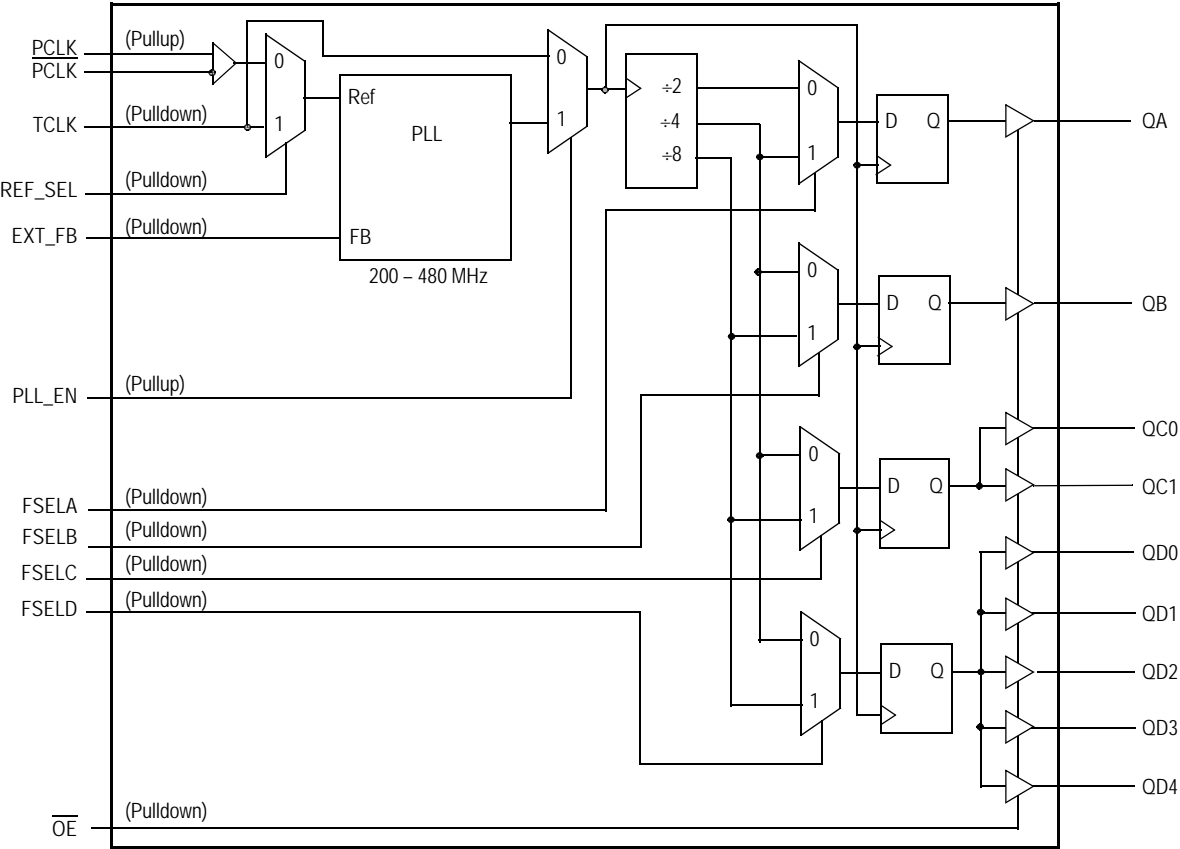 PCLK (Pullup)
PCLK
TCLK (Pulldown)
REF_SEL (Pulldown)
EXT_FB (Pulldown)
PLL_EN (Pullup)
FSELA (Pulldown)
FSELB (Pulldown)
FSELC (Pulldown)
FSELD (Pulldown)
OE (Pulldown)
0
1
Ref
PLL
FB
200 – 480 MHz
0
1
÷2
÷4
÷8
0
1
D Q
QA
0
1
D Q
QB
0
1
D Q
QC0
QC1
0
1
D Q
QD0
QD1
QD2
QD3
QD4